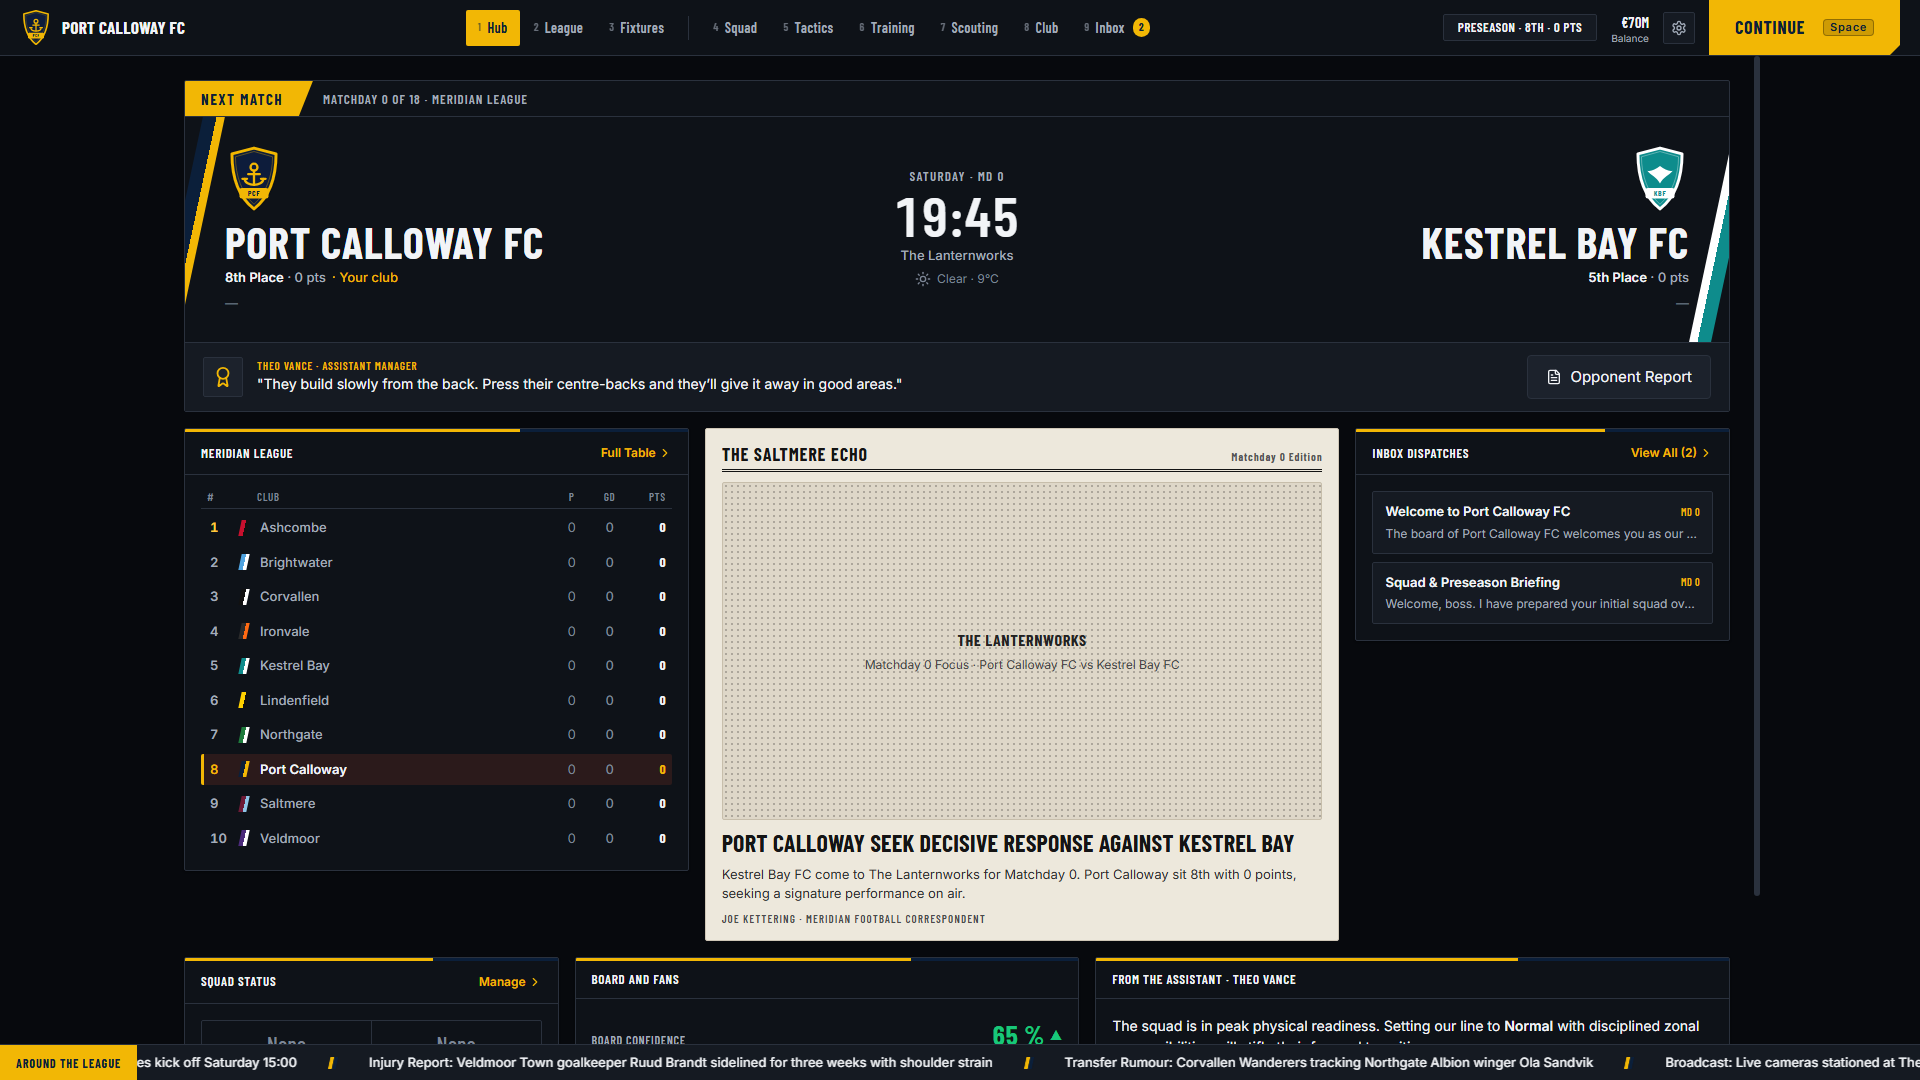 PORT CALLOWAY FC
1 Hub
2 League
3 Fixtures
4 Squad
5 Tactics
6 Training
7 Scouting
8 Club
9 Inbox 2
PRESEASON · 8TH · 0 PTS
€70M
Balance
CONTINUE Space
NEXT MATCH
MATCHDAY 0 OF 18 · MERIDIAN LEAGUE
PCF
PORT CALLOWAY FC
8th Place · 0 pts · Your club
—
SATURDAY · MD 0
19:45
The Lanternworks
Clear · 9°C
KBF
KESTREL BAY FC
5th Place · 0 pts
—
THEO VANCE · ASSISTANT MANAGER
"They build slowly from the back. Press their centre-backs and they'll give it away in good areas."
Opponent Report
MERIDIAN LEAGUE
Full Table
# CLUB P GD PTS
1 Ashcombe 0 0 0
2 Brightwater 0 0 0
3 Corvallen 0 0 0
4 Ironvale 0 0 0
5 Kestrel Bay 0 0 0
6 Lindenfield 0 0 0
7 Northgate 0 0 0
8 Port Calloway 0 0 0
9 Saltmere 0 0 0
10 Veldmoor 0 0 0
THE SALTMERE ECHO
Matchday 0 Edition
THE LANTERNWORKS
Matchday 0 Focus · Port Calloway FC vs Kestrel Bay FC
PORT CALLOWAY SEEK DECISIVE RESPONSE AGAINST KESTREL BAY
Kestrel Bay FC come to The Lanternworks for Matchday 0. Port Calloway sit 8th with 0 points,
seeking a signature performance on air.
JOE KETTERING · MERIDIAN FOOTBALL CORRESPONDENT
INBOX DISPATCHES
View All (2)
Welcome to Port Calloway FC MD 0
The board of Port Calloway FC welcomes you as our ...
Squad & Preseason Briefing MD 0
Welcome, boss. I have prepared your initial squad ov...
SQUAD STATUS
Manage
None None
BOARD AND FANS
BOARD CONFIDENCE 65 %
FROM THE ASSISTANT · THEO VANCE
The squad is in peak physical readiness. Setting our line to Normal with disciplined zonal
AROUND THE LEAGUE
es kick off Saturday 15:00
Injury Report: Veldmoor Town goalkeeper Ruud Brandt sidelined for three weeks with shoulder strain
Transfer Rumour: Corvallen Wanderers tracking Northgate Albion winger Ola Sandvik
Broadcast: Live cameras stationed at The